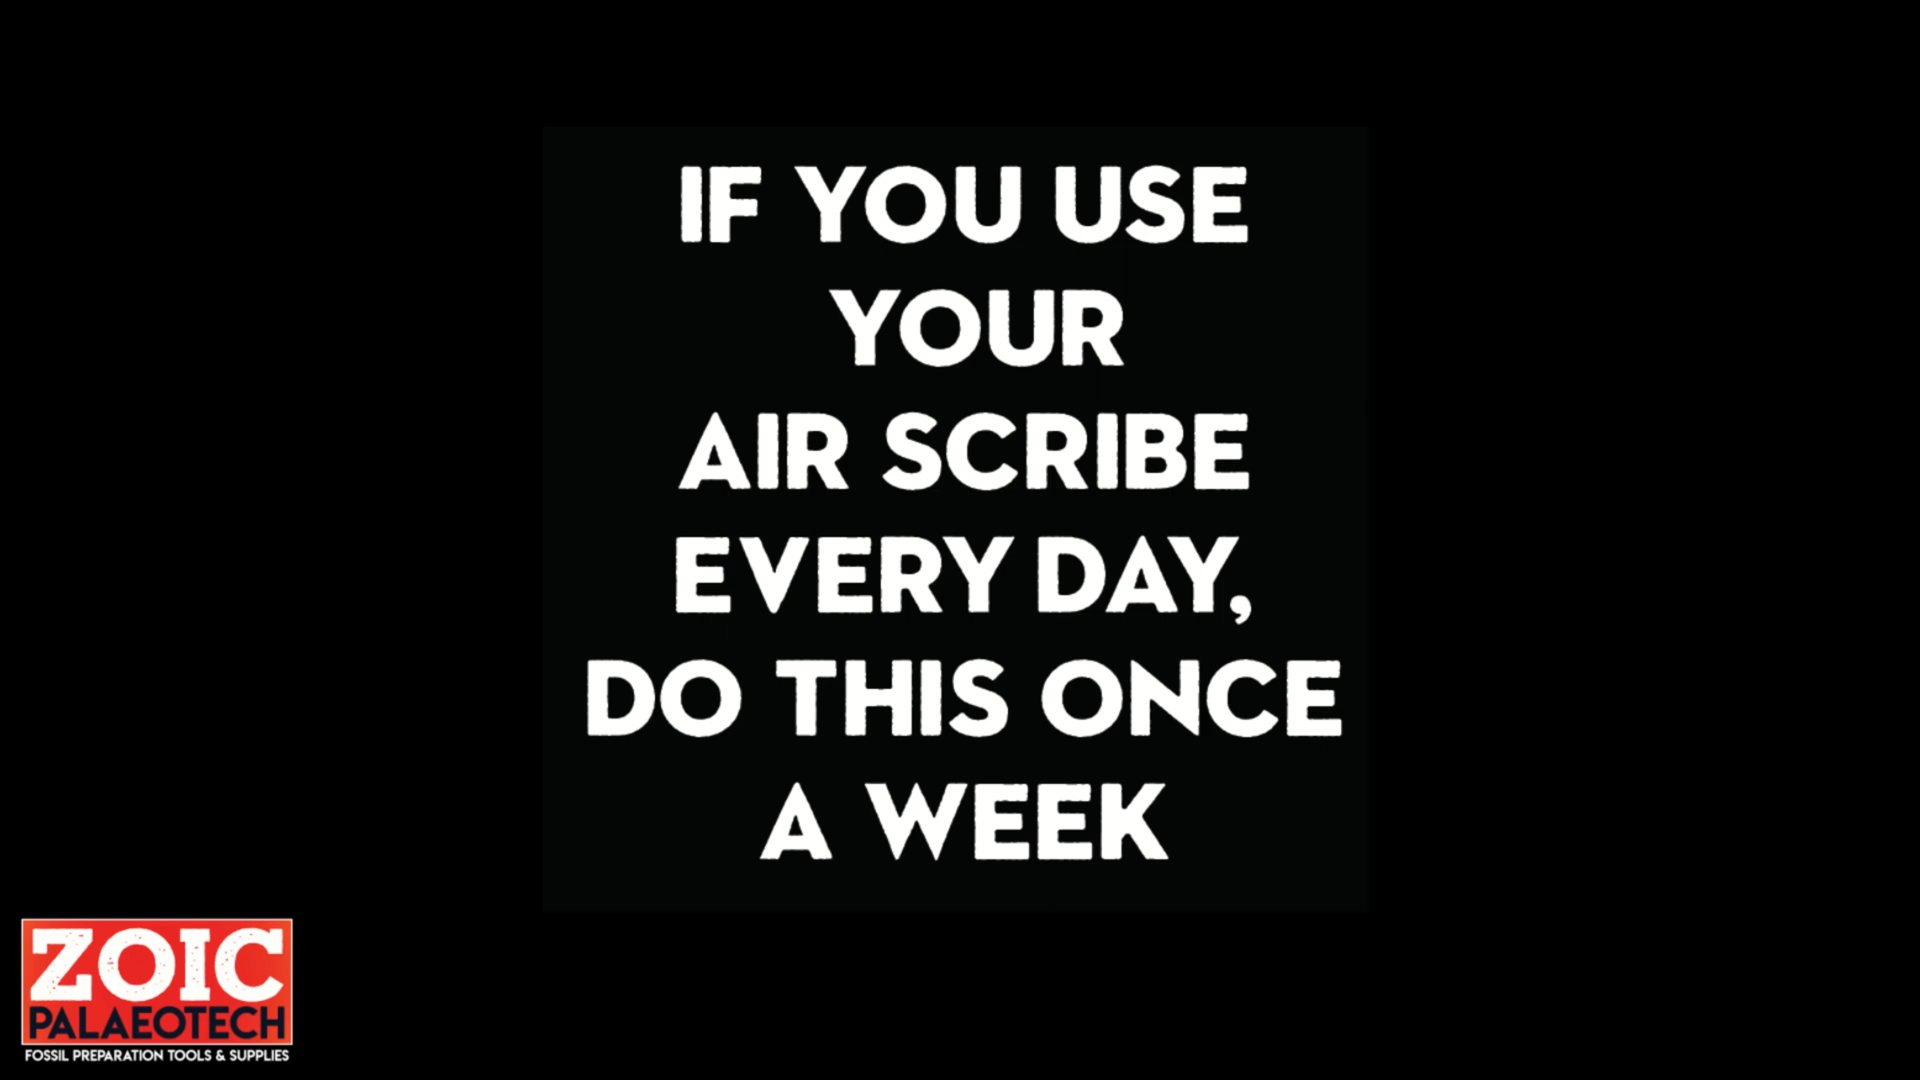 IF YOU USE
YOUR
AIR SCRIBE
EVERY DAY,
DO THIS ONCE
A WEEK
ZOIC
PALAEOTECH
FOSSIL PREPARATION TOOLS & SUPPLIES